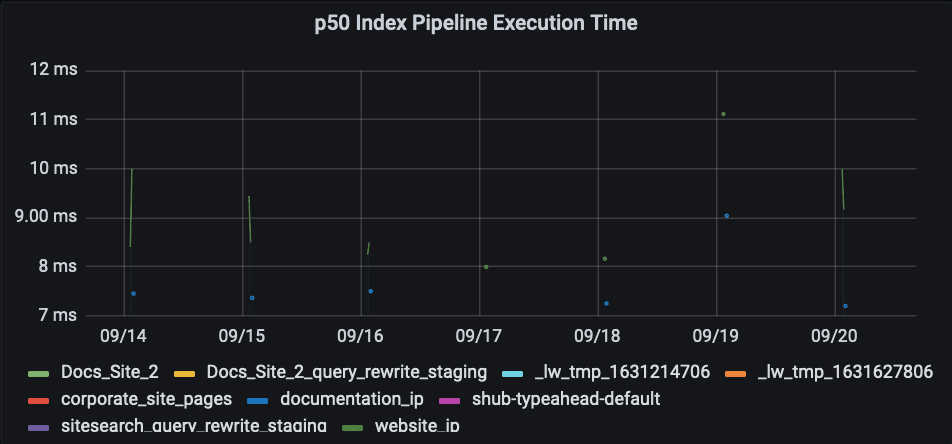 p50 Index Pipeline Execution Time
12 ms
11 ms
10 ms
9.00 ms
8 ms
7 ms
09/14 09/15 09/16 09/17 09/18 09/19 09/20
Docs_Site_2 Docs_Site_2_query_rewrite_staging _lw_tmp_1631214706 _lw_tmp_1631627806
corporate_site_pages documentation_ip shub-typeahead-default
sitesearch_query_rewrite_staging website_ip